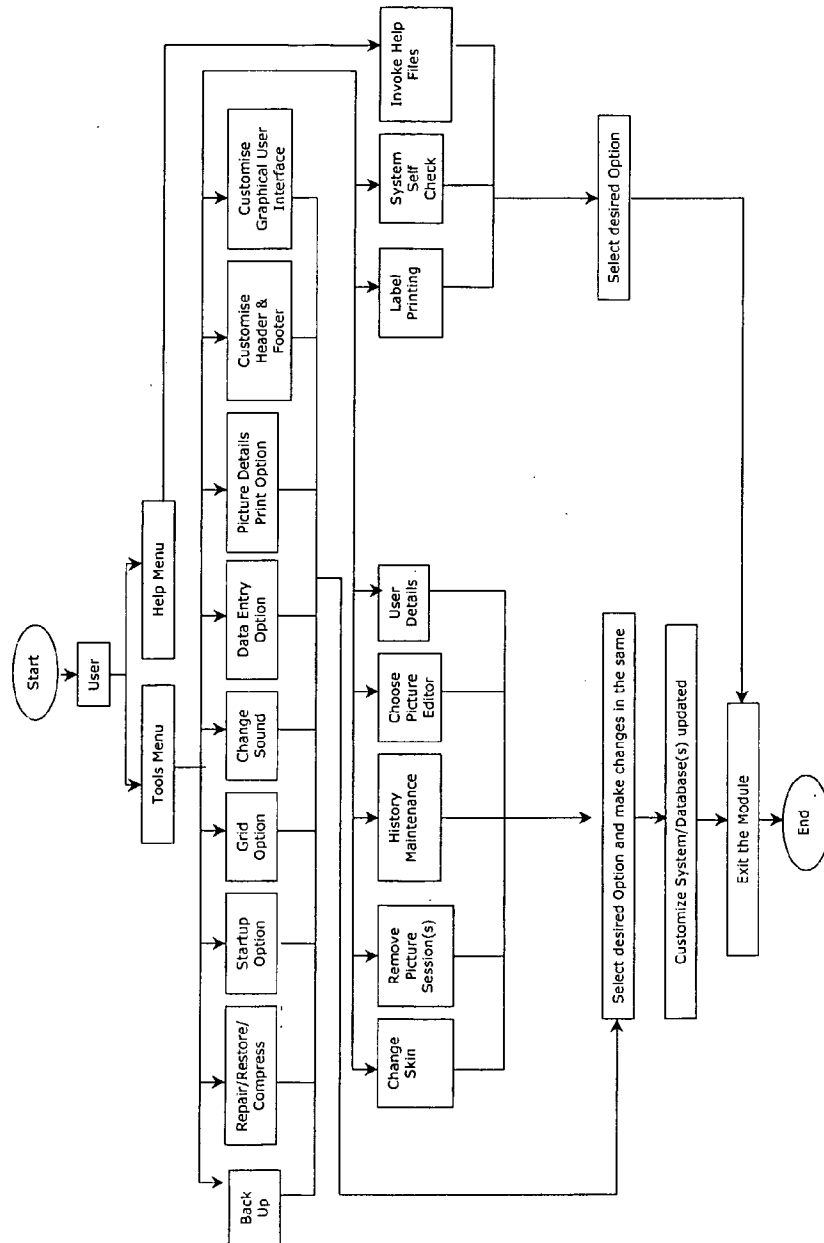 Start
User
Tools Menu
Help Menu
Back
Up
Repair/Restore/
Compress
Startup
Option
Grid
Option
Change
Sound
Data Entry
Option
Picture Details
Print Option
Customise
Header &
Footer
Customise
Graphical User
Interface
Change
Skin
Remove
Picture
Session(s)
History
Maintenance
Choose
Picture
Editor
User
Details
Label
Printing
System
Self
Check
Invoke Help
Files
Select desired Option and make changes in the same
Select desired Option
Customize System/Database(s) updated
Exit the Module
End